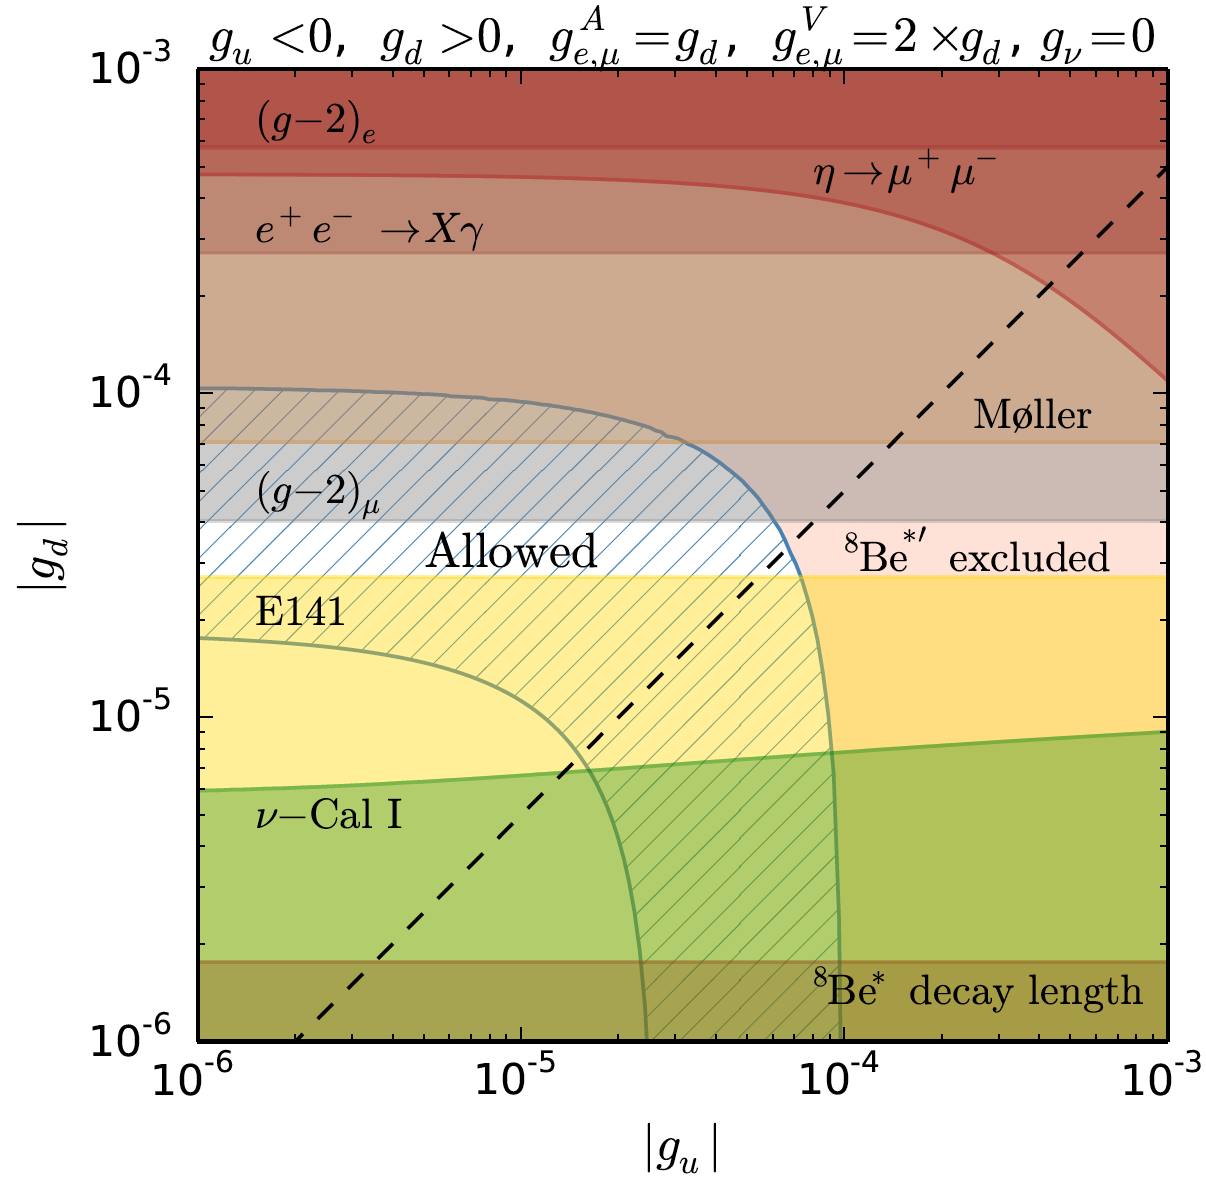 g_u <0, g_d >0, g^A_{e,μ}=g_d, g^V_{e,μ}=2 ×g_d, g_ν=0
10^-3
(g−2)_e
η→μ^+ μ^−
e^+ e^− →Xγ
10^-4
Møller
(g−2)_μ
Allowed
^8Be^*′ excluded
E141
10^-5
ν−Cal I
^8Be^* decay length
10^-6
10^-6 10^-5 10^-4 10^-3
|g_u|
|g_d|